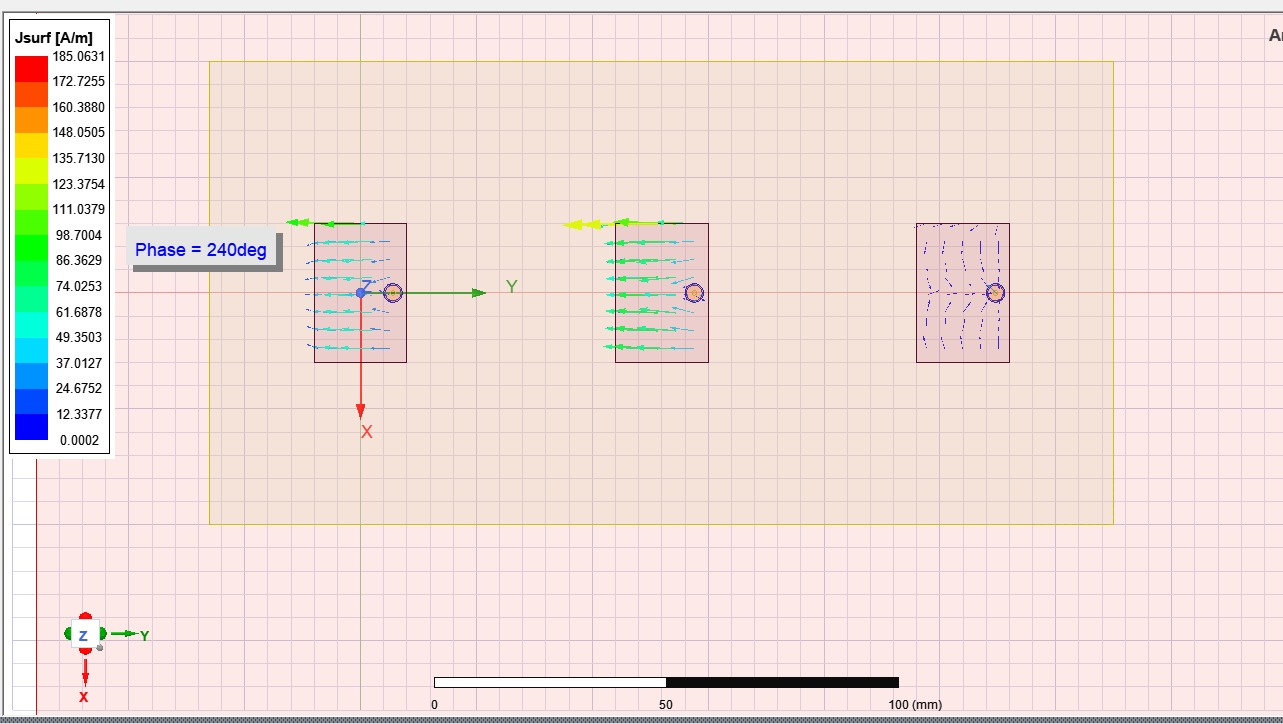 Jsurf [A/m]
185.0631
172.7255
160.3880
148.0505
135.7130
123.3754
111.0379
98.7004
86.3629
74.0253
61.6878
49.3503
37.0127
24.6752
12.3377
0.0002
Phase = 240deg
Z
Y
X
Z
Y
X
0 50 100 (mm)